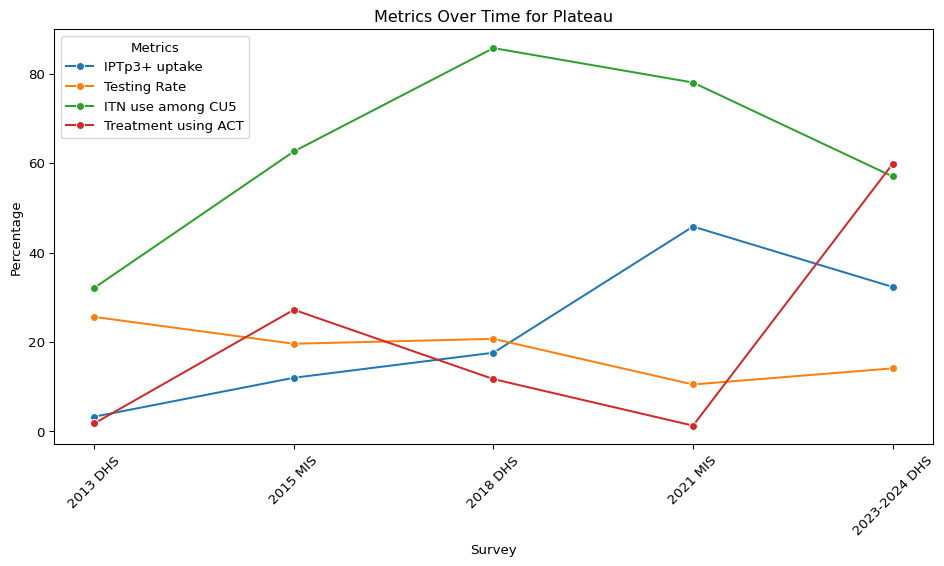 Metrics Over Time for Plateau
Metrics
IPTp3+ uptake
Testing Rate
ITN use among CU5
Treatment using ACT
Percentage
80
60
40
20
0
2013 DHS
2015 MIS
2018 DHS
2021 MIS
2023-2024 DHS
Survey